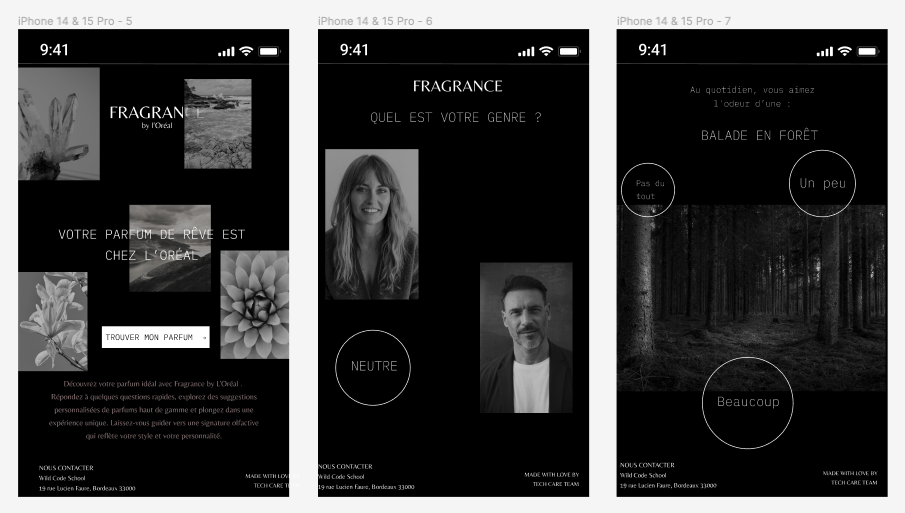 iPhone 14 & 15 Pro - 5
9:41
FRAGRANCE
by l'Oréal
VOTRE PARFUM DE RÊVE EST
CHEZ L'ORÉAL
TROUVER MON PARFUM →
Découvrez votre parfum idéal avec Fragrance by L'Oréal .
Répondez à quelques questions rapides, explorez des suggestions
personnalisées de parfums haut de gamme et plongez dans une
expérience unique. Laissez-vous guider vers une signature olfactive
qui reflète votre style et votre personnalité.
NOUS CONTACTER
Wild Code School
19 rue Lucien Faure, Bordeaux 33000
MADE WITH LOVE
TECH CARE
iPhone 14 & 15 Pro - 6
9:41
FRAGRANCE
QUEL EST VOTRE GENRE ?
NEUTRE
NOUS CONTACTER
Wild Code School
19 rue Lucien Faure, Bordeaux 33000
MADE WITH LOVE BY
TECH CARE TEAM
iPhone 14 & 15 Pro - 7
9:41
Au quotidien, vous aimez
l'odeur d'une :
BALADE EN FORÊT
Pas du
tout
Un peu
Beaucoup
NOUS CONTACTER
Wild Code School
19 rue Lucien Faure, Bordeaux 33000
MADE WITH LOVE BY
TECH CARE TEAM